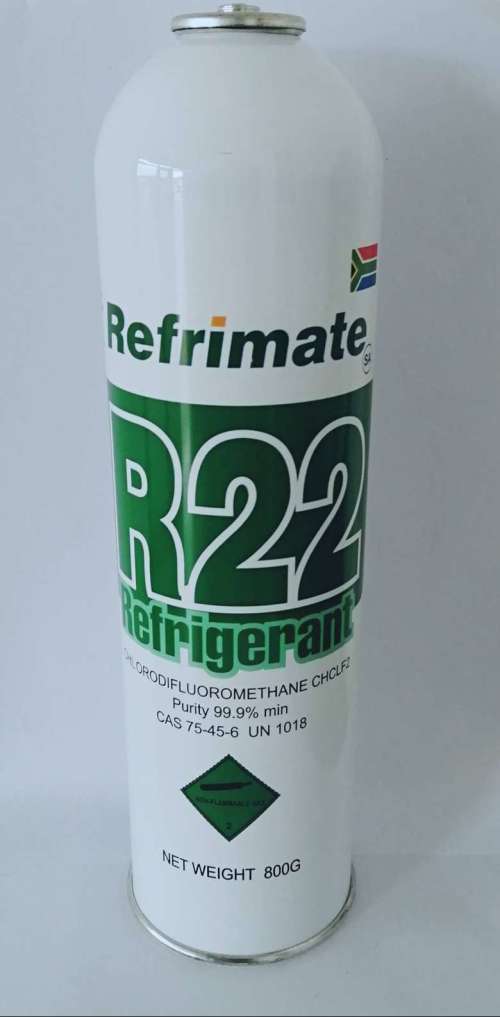 Refrimate
SA
R22
Refrigerant
CHLORODIFLUOROMETHANE CHCLF2
Purity 99.9% min
CAS 75-45-6 UN 1018
NON-FLAMMABLE GAS
2
NET WEIGHT 800G